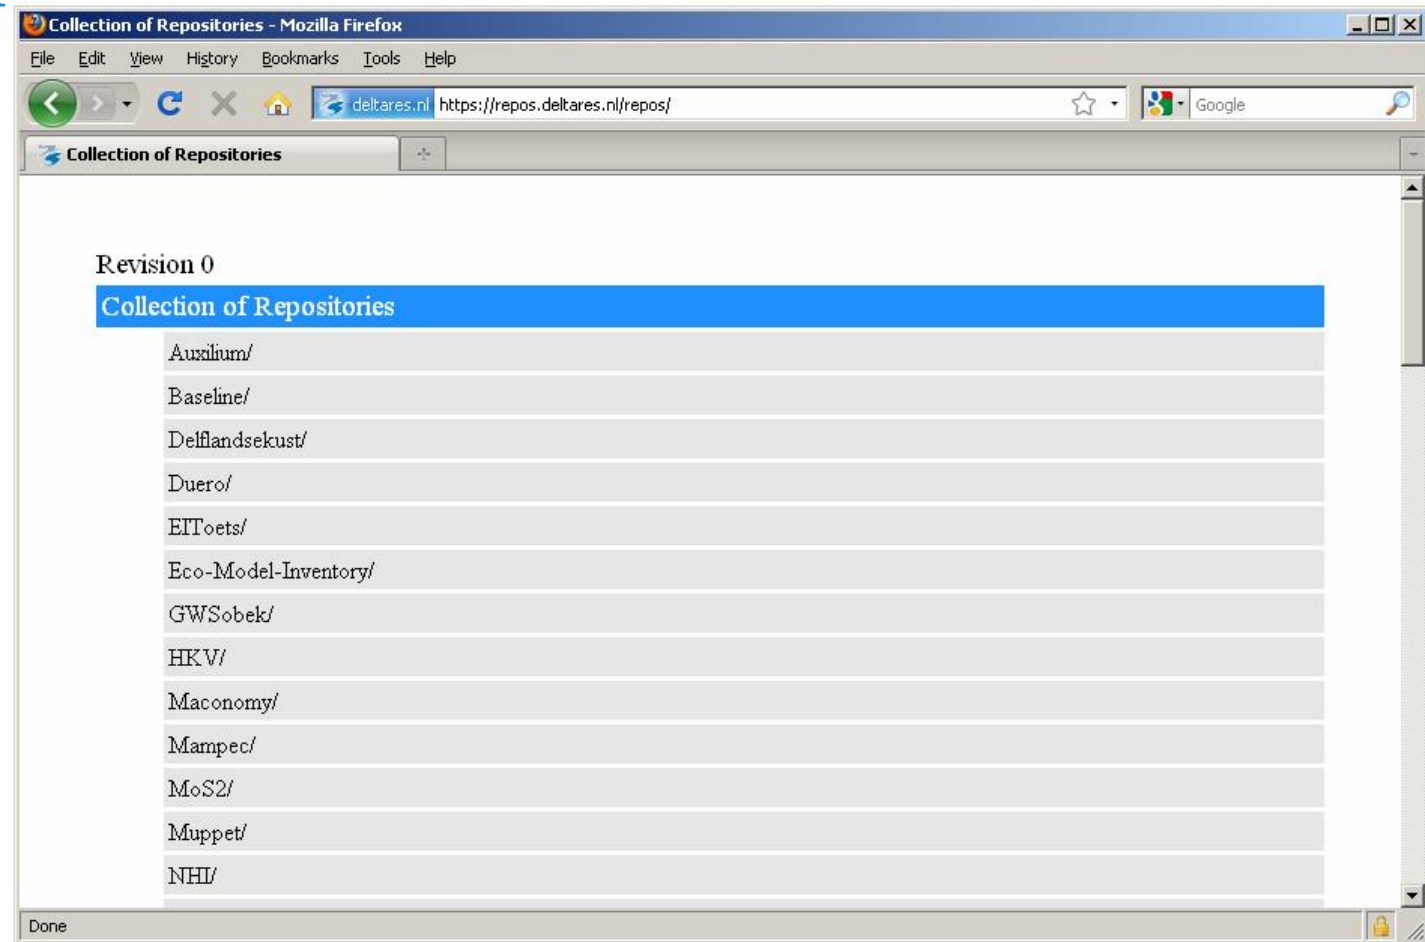 Collection of Repositories - Mozilla Firefox
File Edit View History Bookmarks Tools Help
deltares.nl https://repos.deltares.nl/repos/ Google
Collection of Repositories
Revision 0
Collection of Repositories
Auxilium/
Baseline/
Delflandsekust/
Duero/
EIToets/
Eco-Model-Inventory/
GWSobek/
HKV/
Maconomy/
Mampec/
MoS2/
Muppet/
NHI/
Done